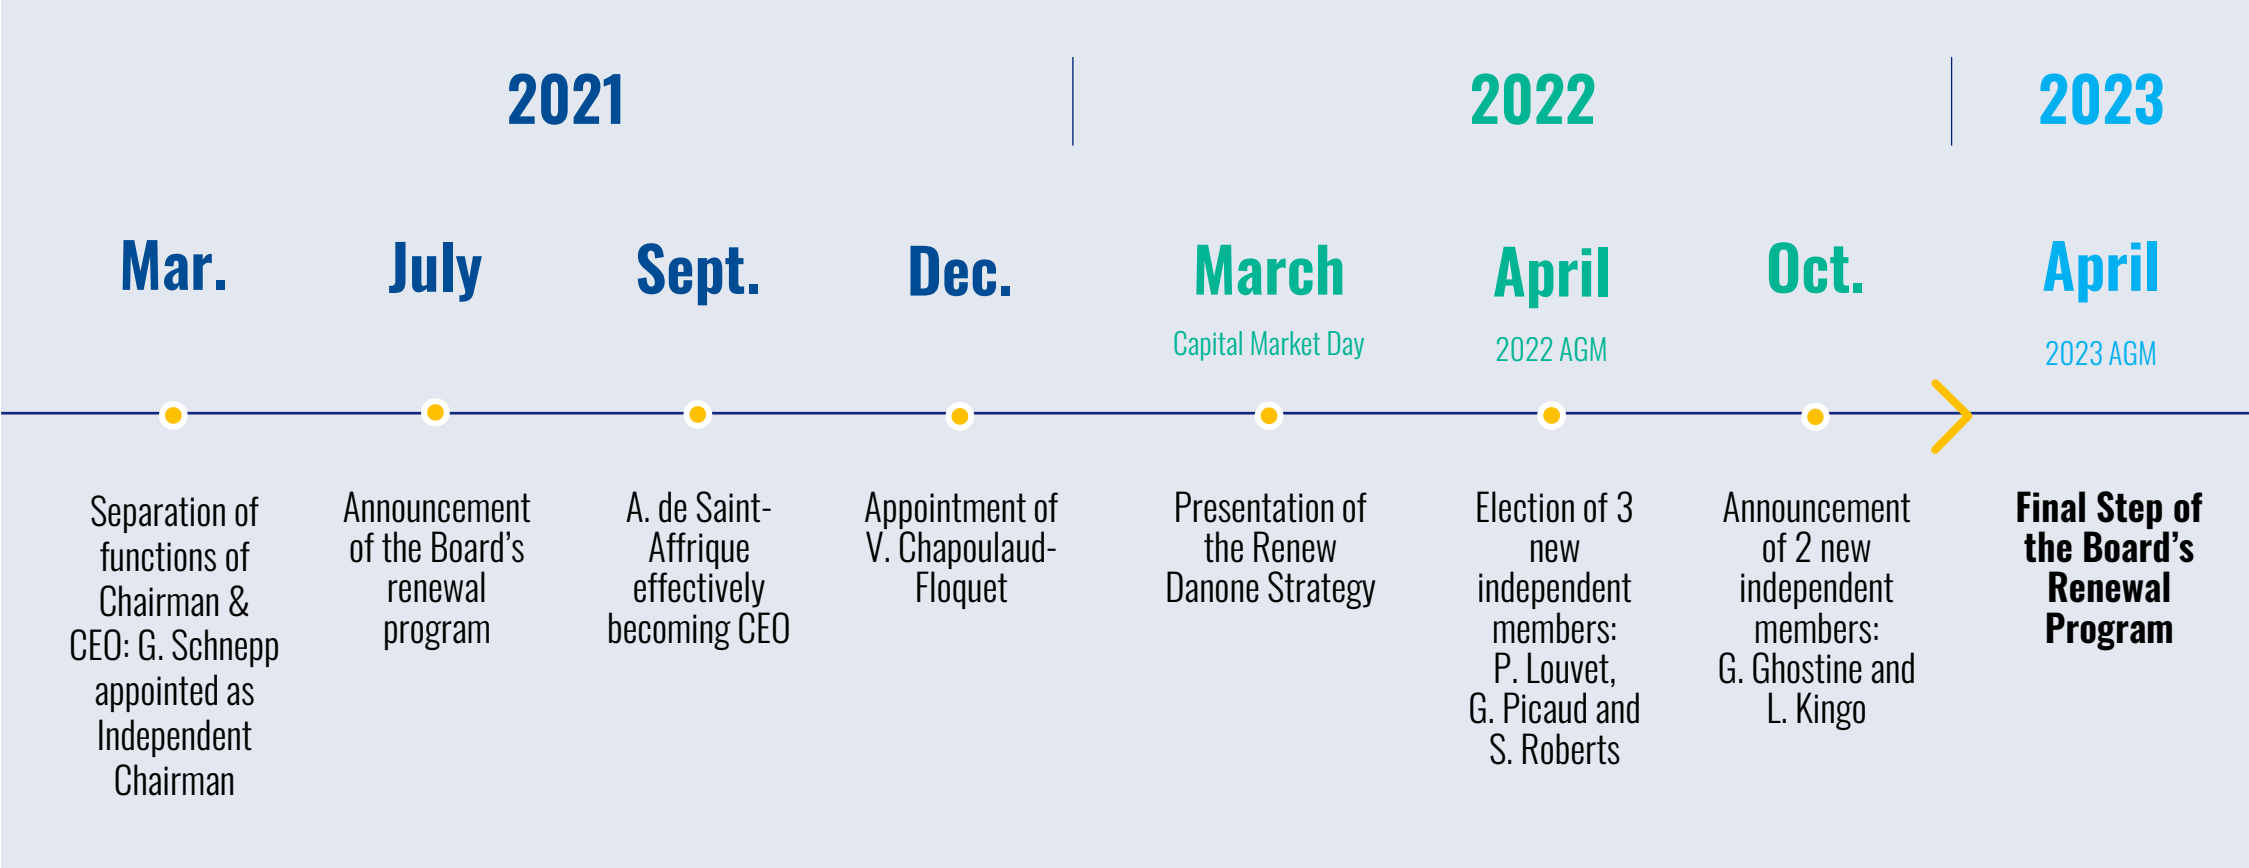 2021
2022
2023
Mar.
July
Sept.
Dec.
March
April
Oct.
April
Capital Market Day
2022 AGM
2023 AGM
Separation of
functions of
Chairman &
CEO: G. Schnepp
appointed as
Independent
Chairman
Announcement
of the Board’s
renewal
program
A. de Saint-
Affrique
effectively
becoming CEO
Appointment of
V. Chapoulaud-
Floquet
Presentation of
the Renew
Danone Strategy
Election of 3
new
independent
members:
P. Louvet,
G. Picaud and
S. Roberts
Announcement
of 2 new
independent
members:
G. Ghostine and
L. Kingo
Final Step of
the Board’s
Renewal
Program